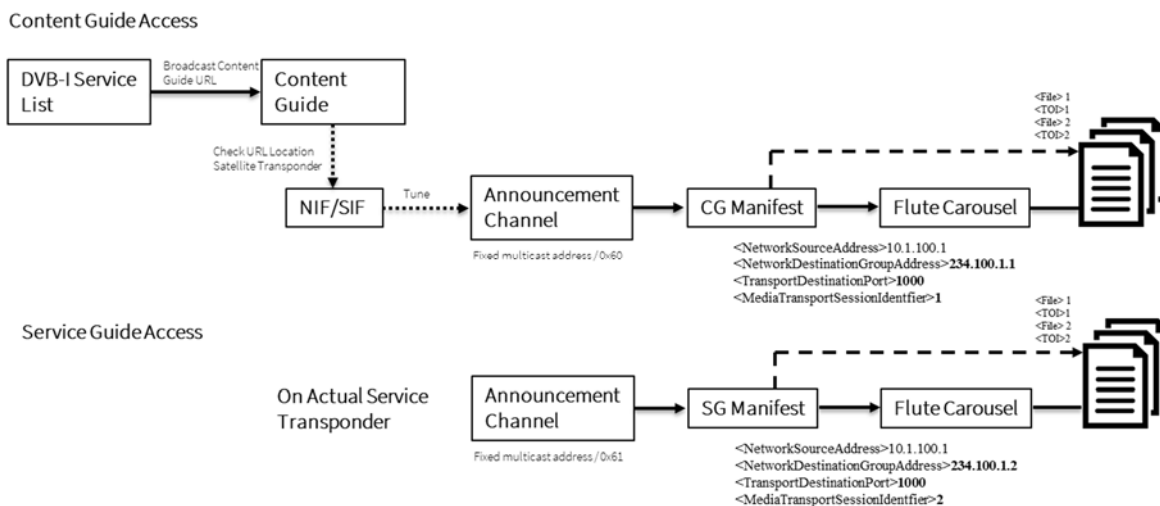 Content Guide Access
DVB-I Service
List
Broadcast Content
Guide URL
Content
Guide
Check URL Location
Satellite Transponder
NIF/SIF
Tune
Announcement
Channel
Fixed multicast address / 0x60
CG Manifest
Flute Carousel
<File> 1
<TOI>1
<File> 2
<TOI>2
<NetworkSourceAddress>10.1.100.1
<NetworkDestinationGroupAddress>234.100.1.1
<TransportDestinationPort>1000
<MediaTransportSessionIdentfier>1
Service Guide Access
On Actual Service
Transponder
Announcement
Channel
Fixed multicast address / 0x61
SG Manifest
Flute Carousel
<File> 1
<TOI>1
<File> 2
<TOI>2
<NetworkSourceAddress>10.1.100.1
<NetworkDestinationGroupAddress>234.100.1.2
<TransportDestinationPort>1000
<MediaTransportSessionIdentfier>2